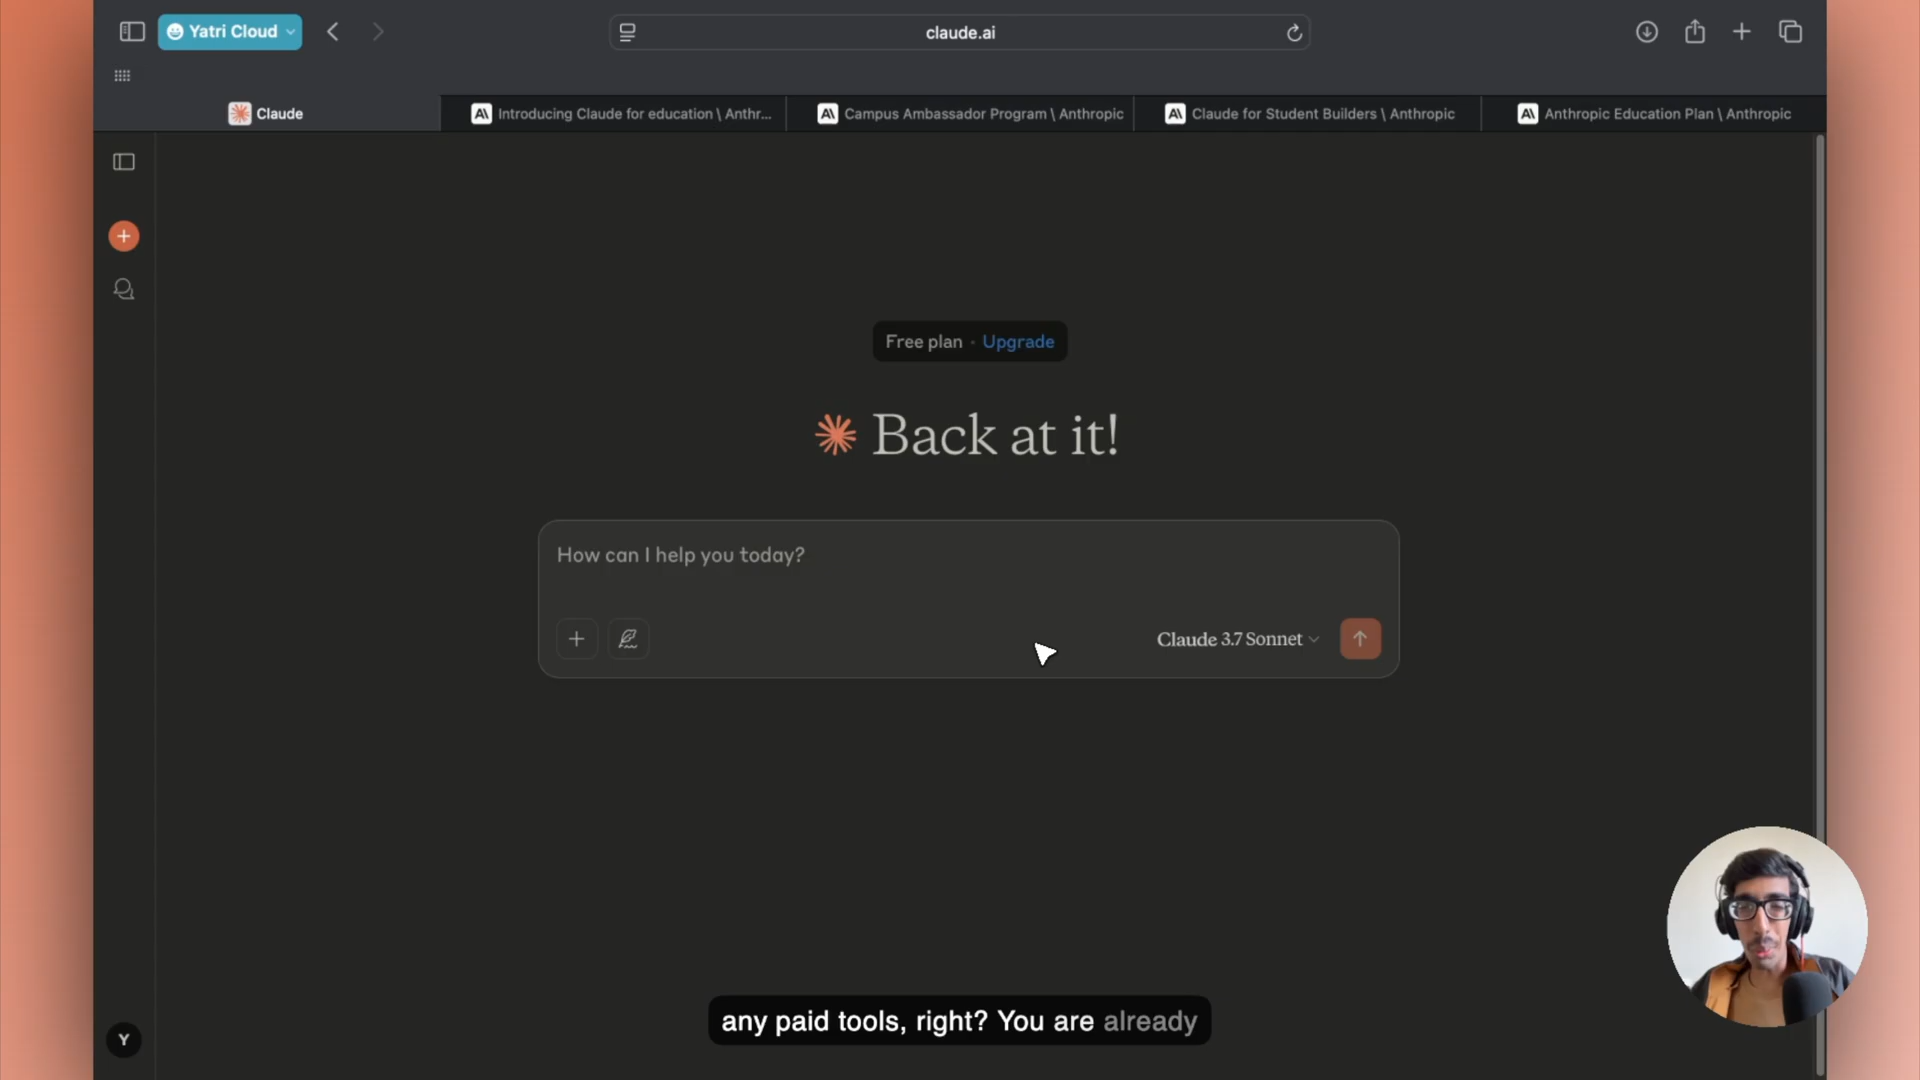 Yatri Cloud
claude.ai
Claude
Introducing Claude for education \ Anthr...
Campus Ambassador Program \ Anthropic
Claude for Student Builders \ Anthropic
Anthropic Education Plan \ Anthropic
Free plan · Upgrade
Back at it!
How can I help you today?
Claude 3.7 Sonnet
any paid tools, right? You are already
Y